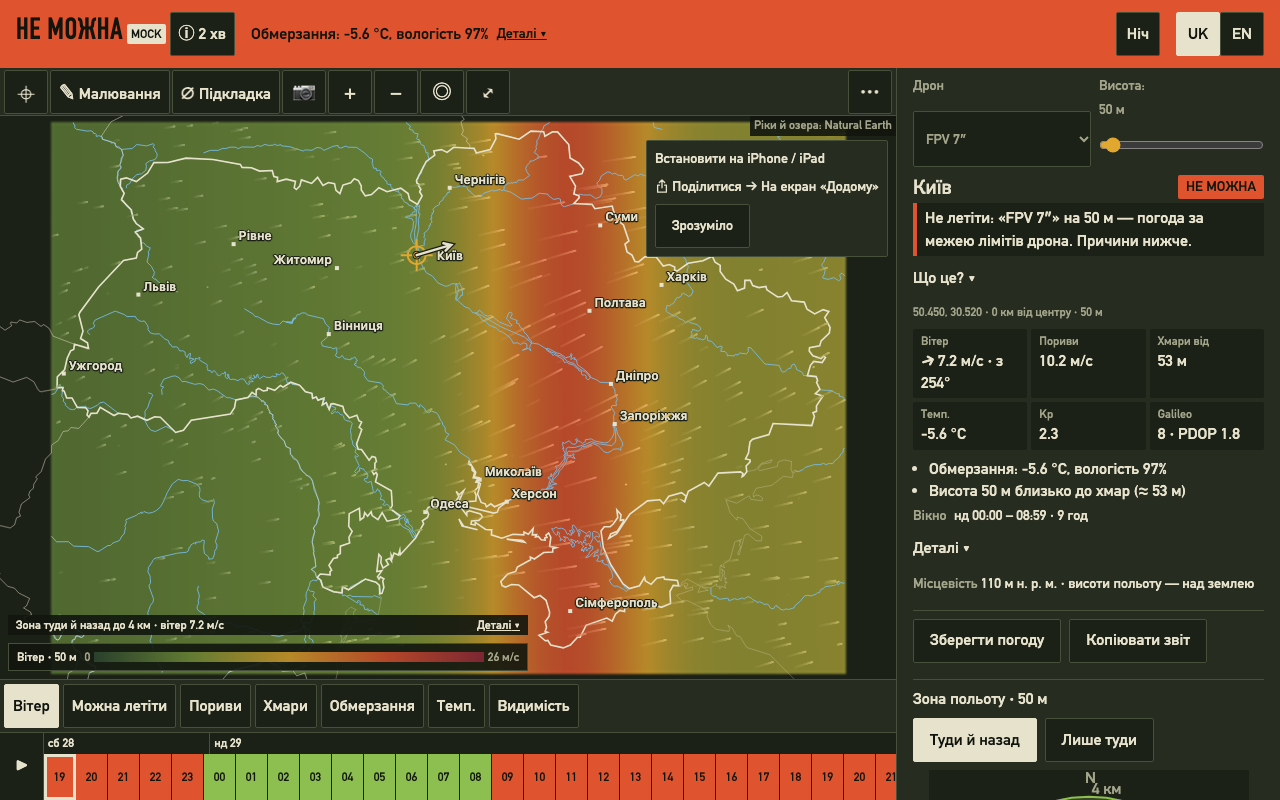 НЕ МОЖНА МОСК ⓘ 2 хв Обмерзання: -5.6 °C, вологість 97% Деталі ▾ Ніч UK EN
✎ Малювання Ø Підкладка + − ⤢ ···
Ріки й озера: Natural Earth
Встановити на iPhone / iPad
Поділитися → На екран «Додому»
Зрозуміло
Чернігів
Суми
Рівне
Житомир
Київ
Харків
Львів
Полтава
Вінниця
Ужгород
Дніпро
Запоріжжя
Миколаїв
Херсон
Одеса
Сімферополь
Зона туди й назад до 4 км · вітер 7.2 м/с Деталі ▾
Вітер · 50 м 0 26 м/с
Вітер Можна летіти Пориви Хмари Обмерзання Темп. Видимість
сб 28 нд 29
19 20 21 22 23 00 01 02 03 04 05 06 07 08 09 10 11 12 13 14 15 16 17 18 19 20 21
Дрон Висота:
50 м
FPV 7″
Київ НЕ МОЖНА
Не летіти: «FPV 7″» на 50 м — погода за
межею лімітів дрона. Причини нижче.
Що це? ▾
50.450, 30.520 · 0 км від центру · 50 м
Вітер Пориви Хмари від
➔ 7.2 м/с · з 10.2 м/с 53 м
254°
Темп. Kp Galileo
-5.6 °C 2.3 8 · PDOP 1.8
• Обмерзання: -5.6 °C, вологість 97%
• Висота 50 м близько до хмар (≈ 53 м)
Вікно нд 00:00 – 08:59 · 9 год
Деталі ▾
Місцевість 110 м н. р. м. · висоти польоту — над землею
Зберегти погоду Копіювати звіт
Зона польоту · 50 м
Туди й назад Лише туди
N
4 км